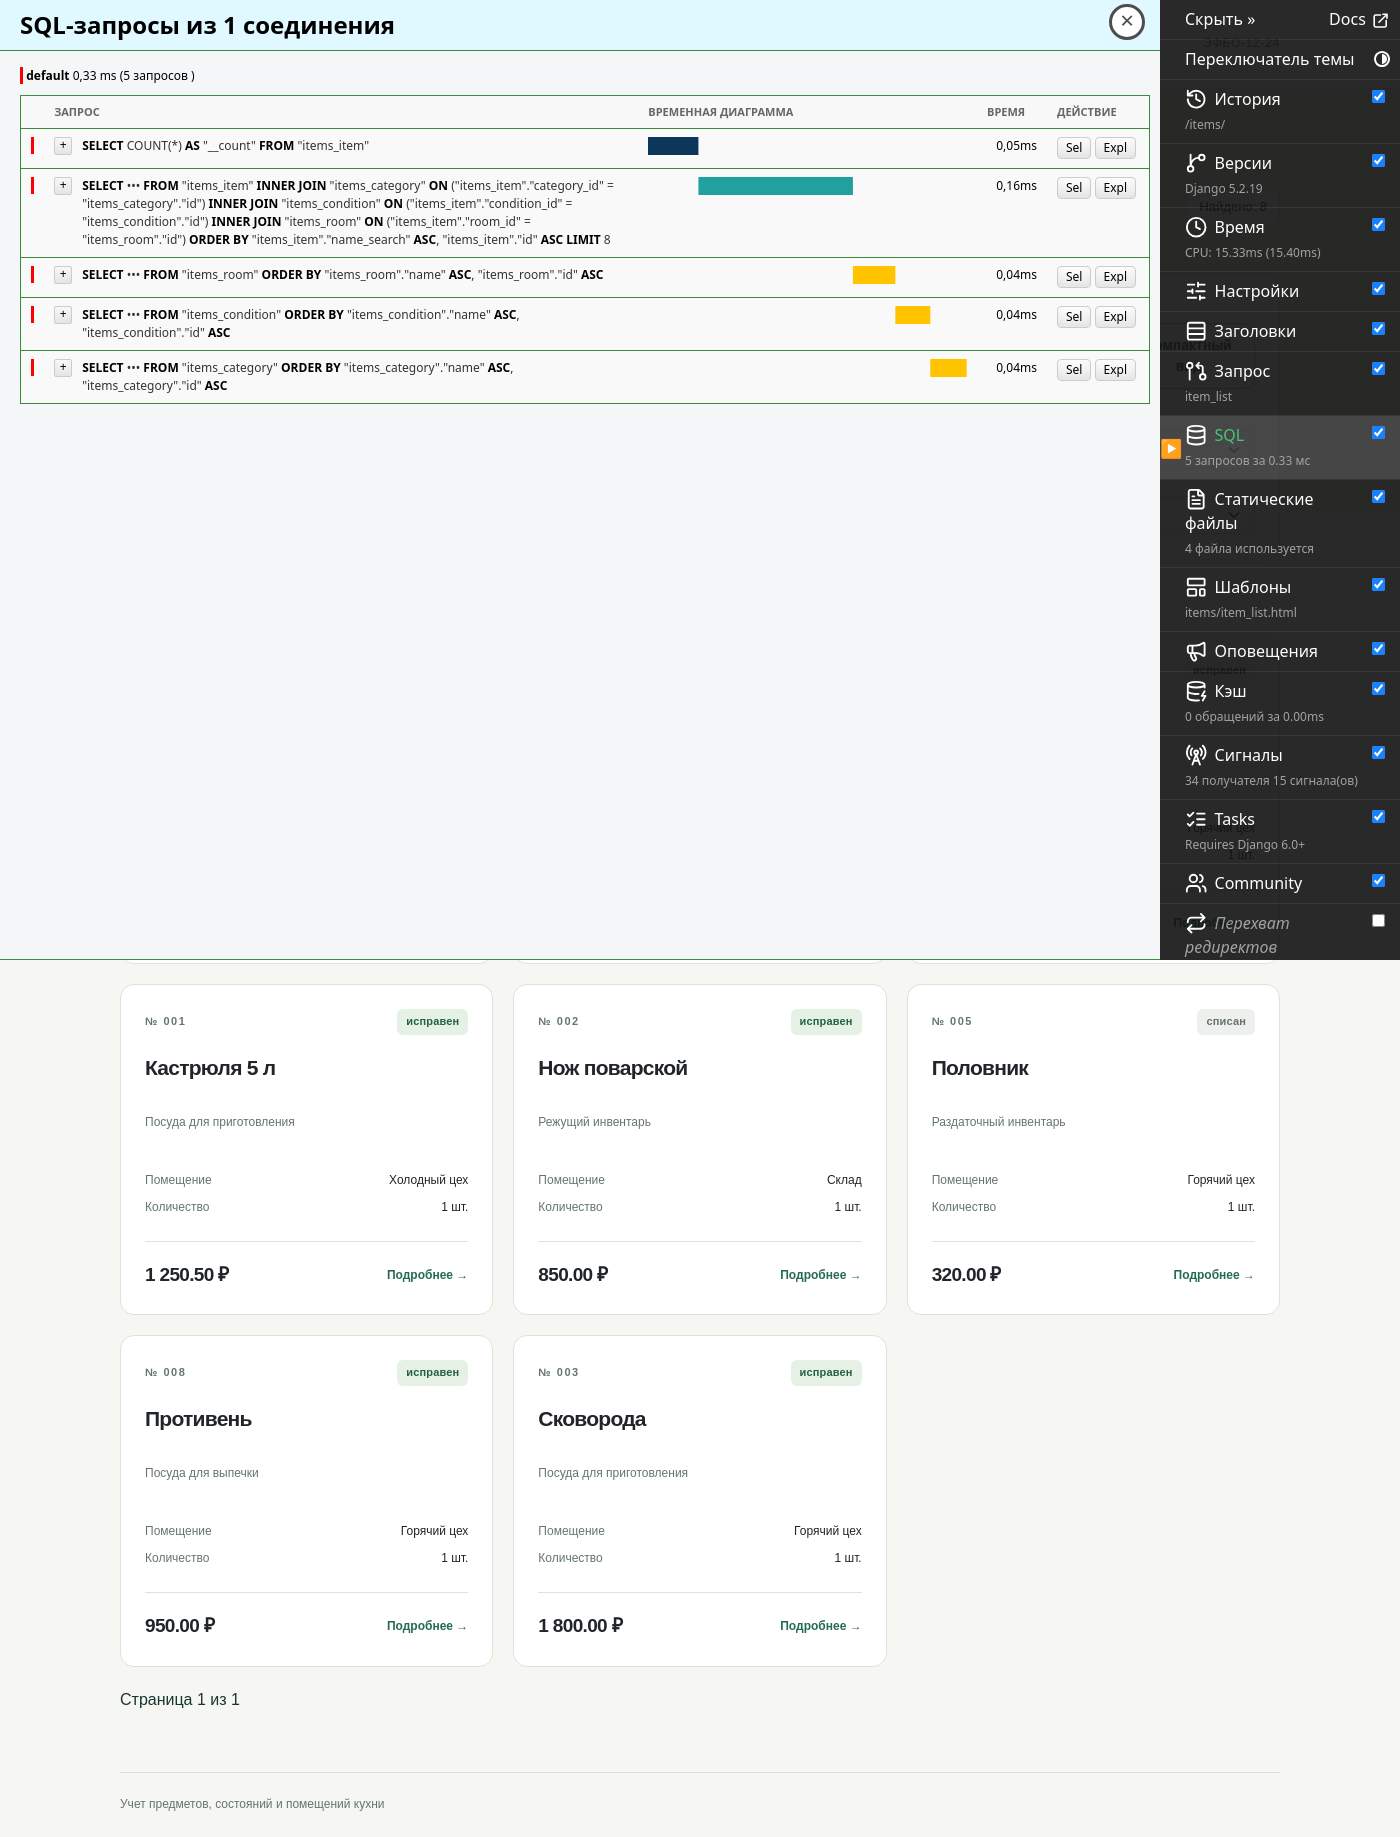 SQL-запросы из 1 соединения
×
default 0,33 ms (5 запросов )
ЗАПРОС ВРЕМЕННАЯ ДИАГРАММА ВРЕМЯ ДЕЙСТВИЕ
+ SELECT COUNT(*) AS "__count" FROM "items_item" 0,05ms Sel Expl
+ SELECT ••• FROM "items_item" INNER JOIN "items_category" ON ("items_item"."category_id" = 0,16ms Sel Expl
"items_category"."id") INNER JOIN "items_condition" ON ("items_item"."condition_id" =
"items_condition"."id") INNER JOIN "items_room" ON ("items_item"."room_id" =
"items_room"."id") ORDER BY "items_item"."name_search" ASC, "items_item"."id" ASC LIMIT 8
+ SELECT ••• FROM "items_room" ORDER BY "items_room"."name" ASC, "items_room"."id" ASC 0,04ms Sel Expl
+ SELECT ••• FROM "items_condition" ORDER BY "items_condition"."name" ASC, 0,04ms Sel Expl
"items_condition"."id" ASC
+ SELECT ••• FROM "items_category" ORDER BY "items_category"."name" ASC, 0,04ms Sel Expl
"items_category"."id" ASC
Скрыть » Docs
Переключатель темы
История
/items/
Версии
Django 5.2.19
Найдено: 8
Время
CPU: 15.33ms (15.40ms)
Настройки
Заголовки
Запрос
item_list
SQL
5 запросов за 0.33 мс
Статические
файлы
4 файла используется
Шаблоны
items/item_list.html
Оповещения
исправен
Кэш
0 обращений за 0.00ms
Сигналы
34 получателя 15 сигнала(ов)
Tasks
Горячий цех
Requires Django 6.0+
1 шт.
Community
Перехват
редиректов
№ 001 исправен
Кастрюля 5 л
Посуда для приготовления
Помещение Холодный цех
Количество 1 шт.
1 250.50 ₽ Подробнее →
№ 002 исправен
Нож поварской
Режущий инвентарь
Помещение Склад
Количество 1 шт.
850.00 ₽ Подробнее →
№ 005 списан
Половник
Раздаточный инвентарь
Помещение Горячий цех
Количество 1 шт.
320.00 ₽ Подробнее →
№ 008 исправен
Противень
Посуда для выпечки
Помещение Горячий цех
Количество 1 шт.
950.00 ₽ Подробнее →
№ 003 исправен
Сковорода
Посуда для приготовления
Помещение Горячий цех
Количество 1 шт.
1 800.00 ₽ Подробнее →
Страница 1 из 1
Учет предметов, состояний и помещений кухни